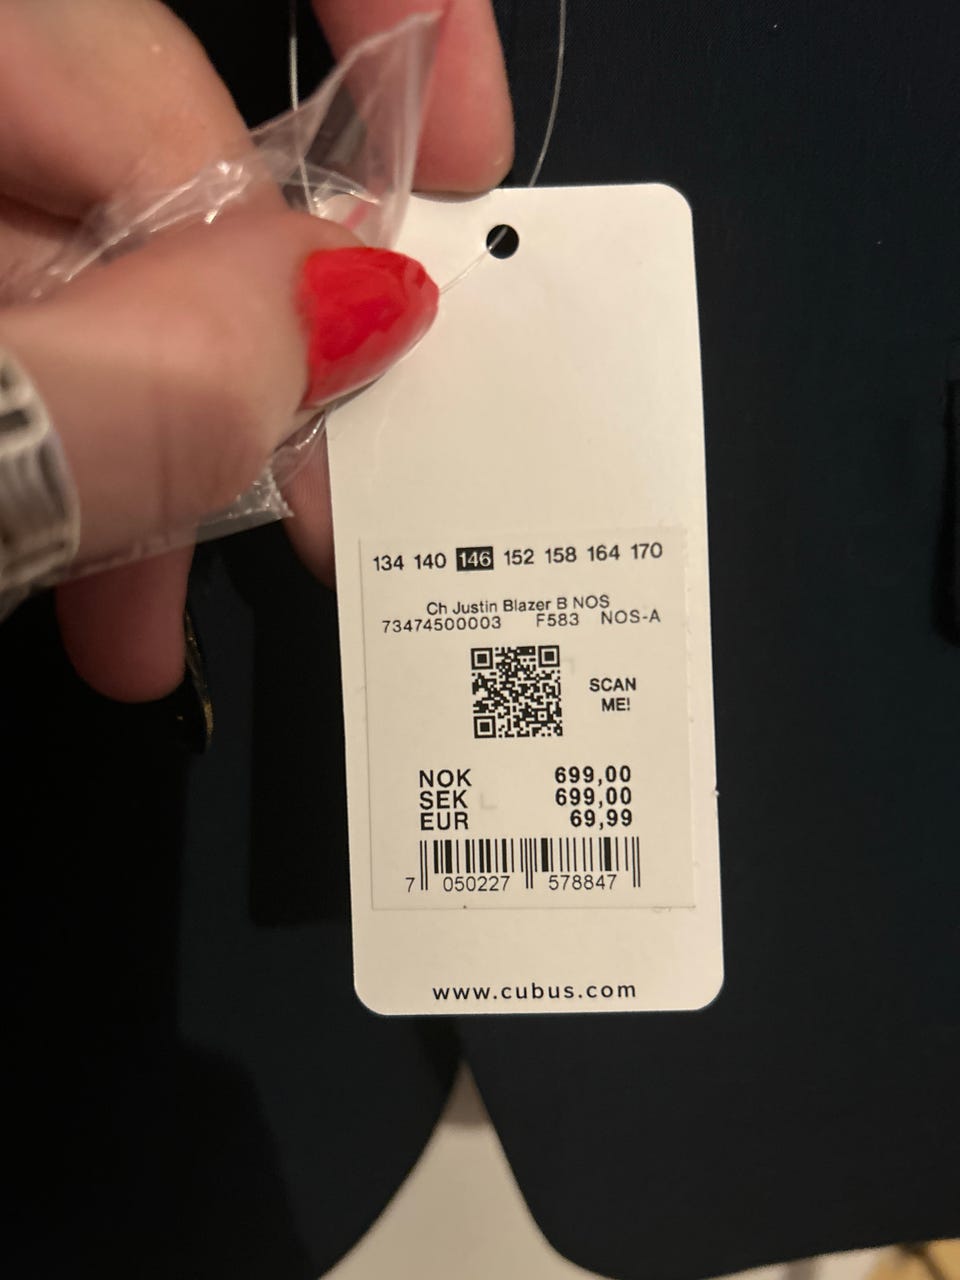 134 140 146 152 158 164 170
Ch Justin Blazer B NOS
73474500003 F583 NOS-A
SCAN
ME!
NOK 699,00
SEK 699,00
EUR 69,99
7 050227 578847
www.cubus.com